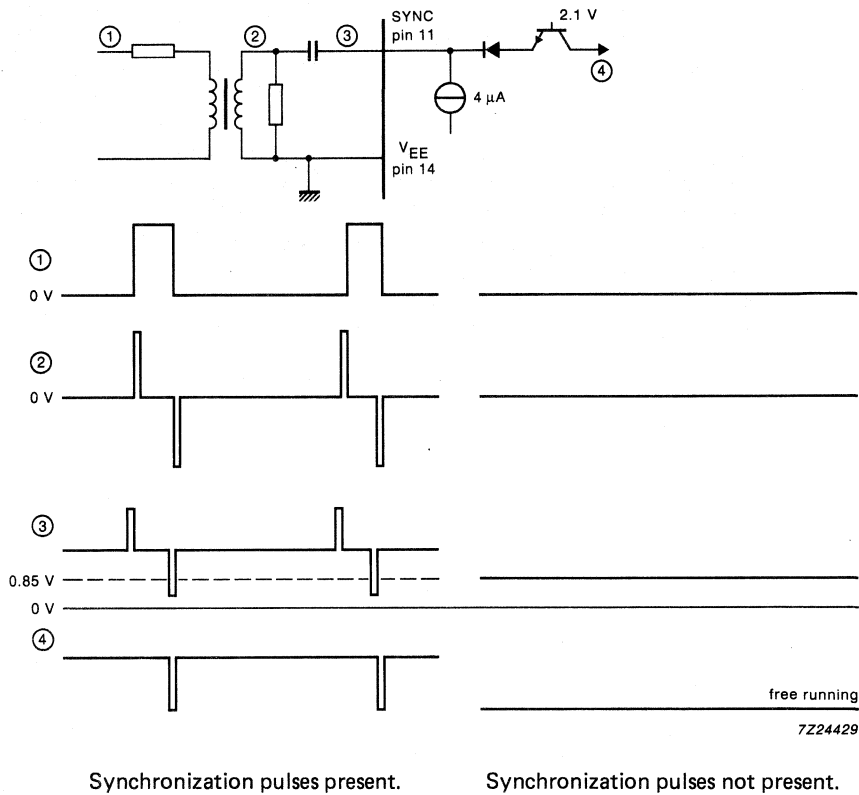 SYNC
pin 11
2.1 V
1
2
3
4
4 µA
VEE
pin 14
1
0 V
2
0 V
3
0.85 V
0 V
4
free running
7Z24429
Synchronization pulses present.
Synchronization pulses not present.